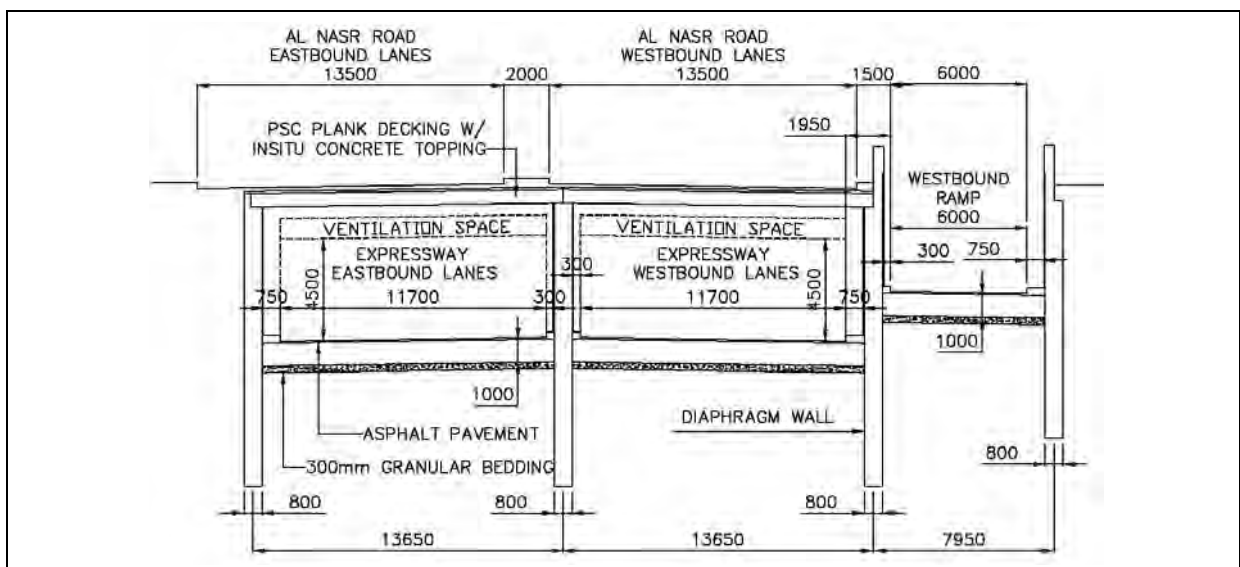 AL NASR ROAD
EASTBOUND LANES
13500
2000
AL NASR ROAD
WESTBOUND LANES
13500
1500
6000
PSC PLANK DECKING W/
INSITU CONCRETE TOPPING
1950
WESTBOUND
RAMP
6000
VENTILATION SPACE
VENTILATION SPACE
EXPRESSWAY
EASTBOUND LANES
300
EXPRESSWAY
WESTBOUND LANES
300
750
750
4500
11700
300
11700
4500
750
1000
1000
ASPHALT PAVEMENT
DIAPHRAGM WALL
300mm GRANULAR BEDDING
800
800
800
800
13650
13650
7950